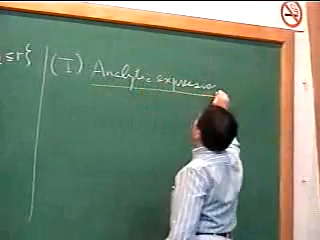 ≤ r}
(I) Analytic expression